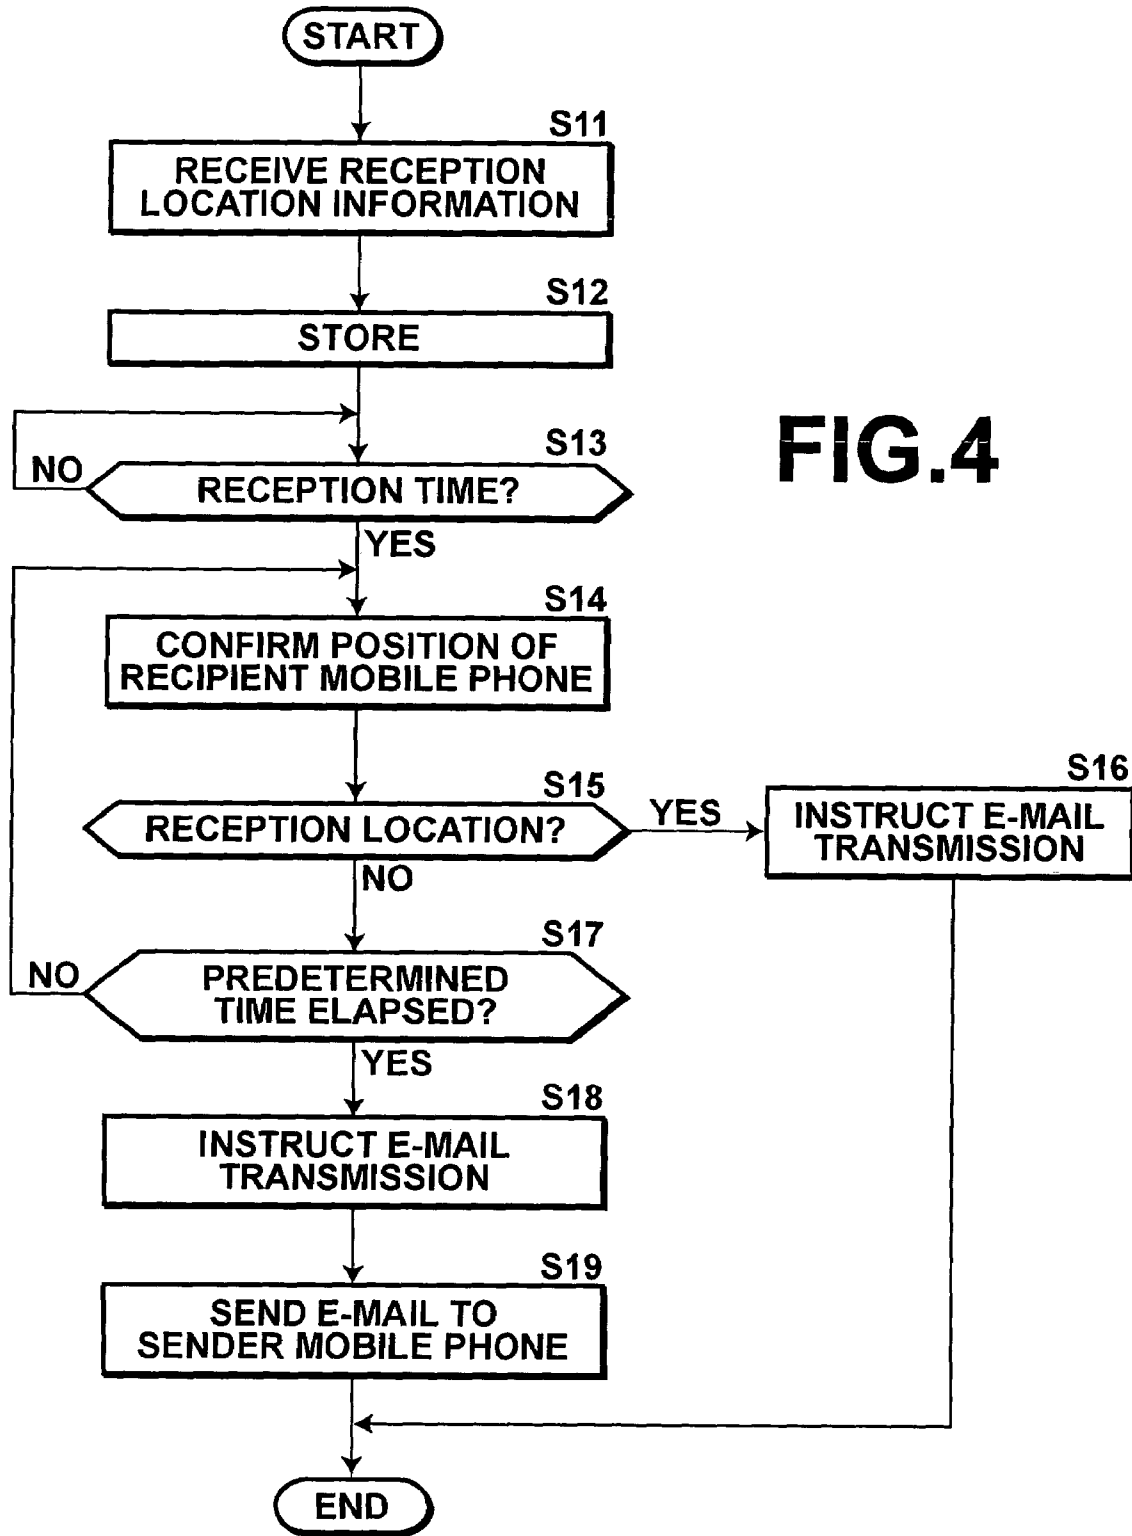 START
S11
RECEIVE RECEPTION
LOCATION INFORMATION
S12
STORE
FIG.4
S13
NO
RECEPTION TIME?
YES
S14
CONFIRM POSITION OF
RECIPIENT MOBILE PHONE
S15
RECEPTION LOCATION?
YES
S16
INSTRUCT E-MAIL
TRANSMISSION
NO
S17
NO
PREDETERMINED
TIME ELAPSED?
YES
S18
INSTRUCT E-MAIL
TRANSMISSION
S19
SEND E-MAIL TO
SENDER MOBILE PHONE
END